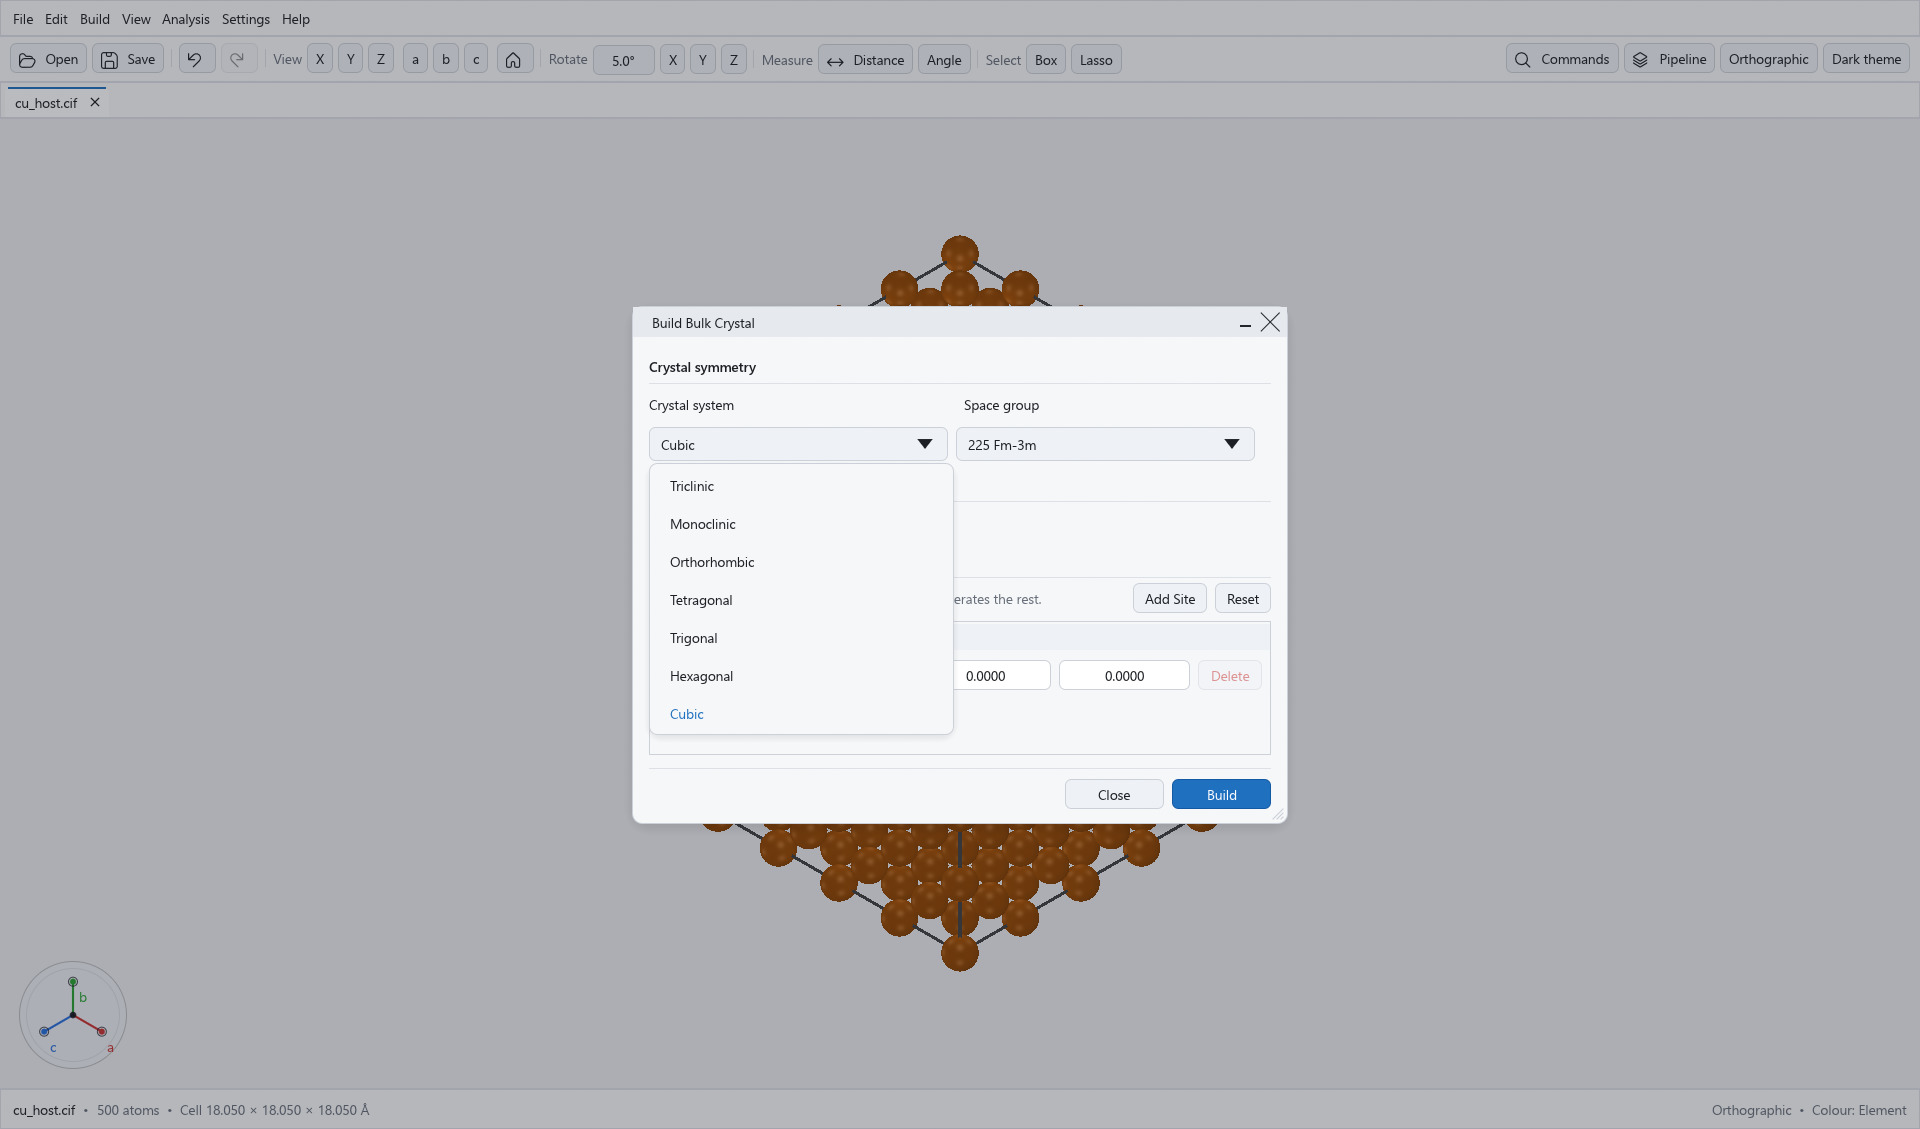 File Edit Build View Analysis Settings Help
Open Save View X Y Z a b c Rotate 5.0° X Y Z Measure Distance Angle Select Box Lasso Commands Pipeline Orthographic Dark theme
cu_host.cif
Build Bulk Crystal
Crystal symmetry
Crystal system Space group
Cubic 225 Fm-3m
Triclinic
Monoclinic
Orthorhombic
Tetragonal
erates the rest. Add Site Reset
Trigonal
Hexagonal 0.0000 0.0000 Delete
Cubic
Close Build
b
c a
cu_host.cif • 500 atoms • Cell 18.050 × 18.050 × 18.050 Å Orthographic • Colour: Element